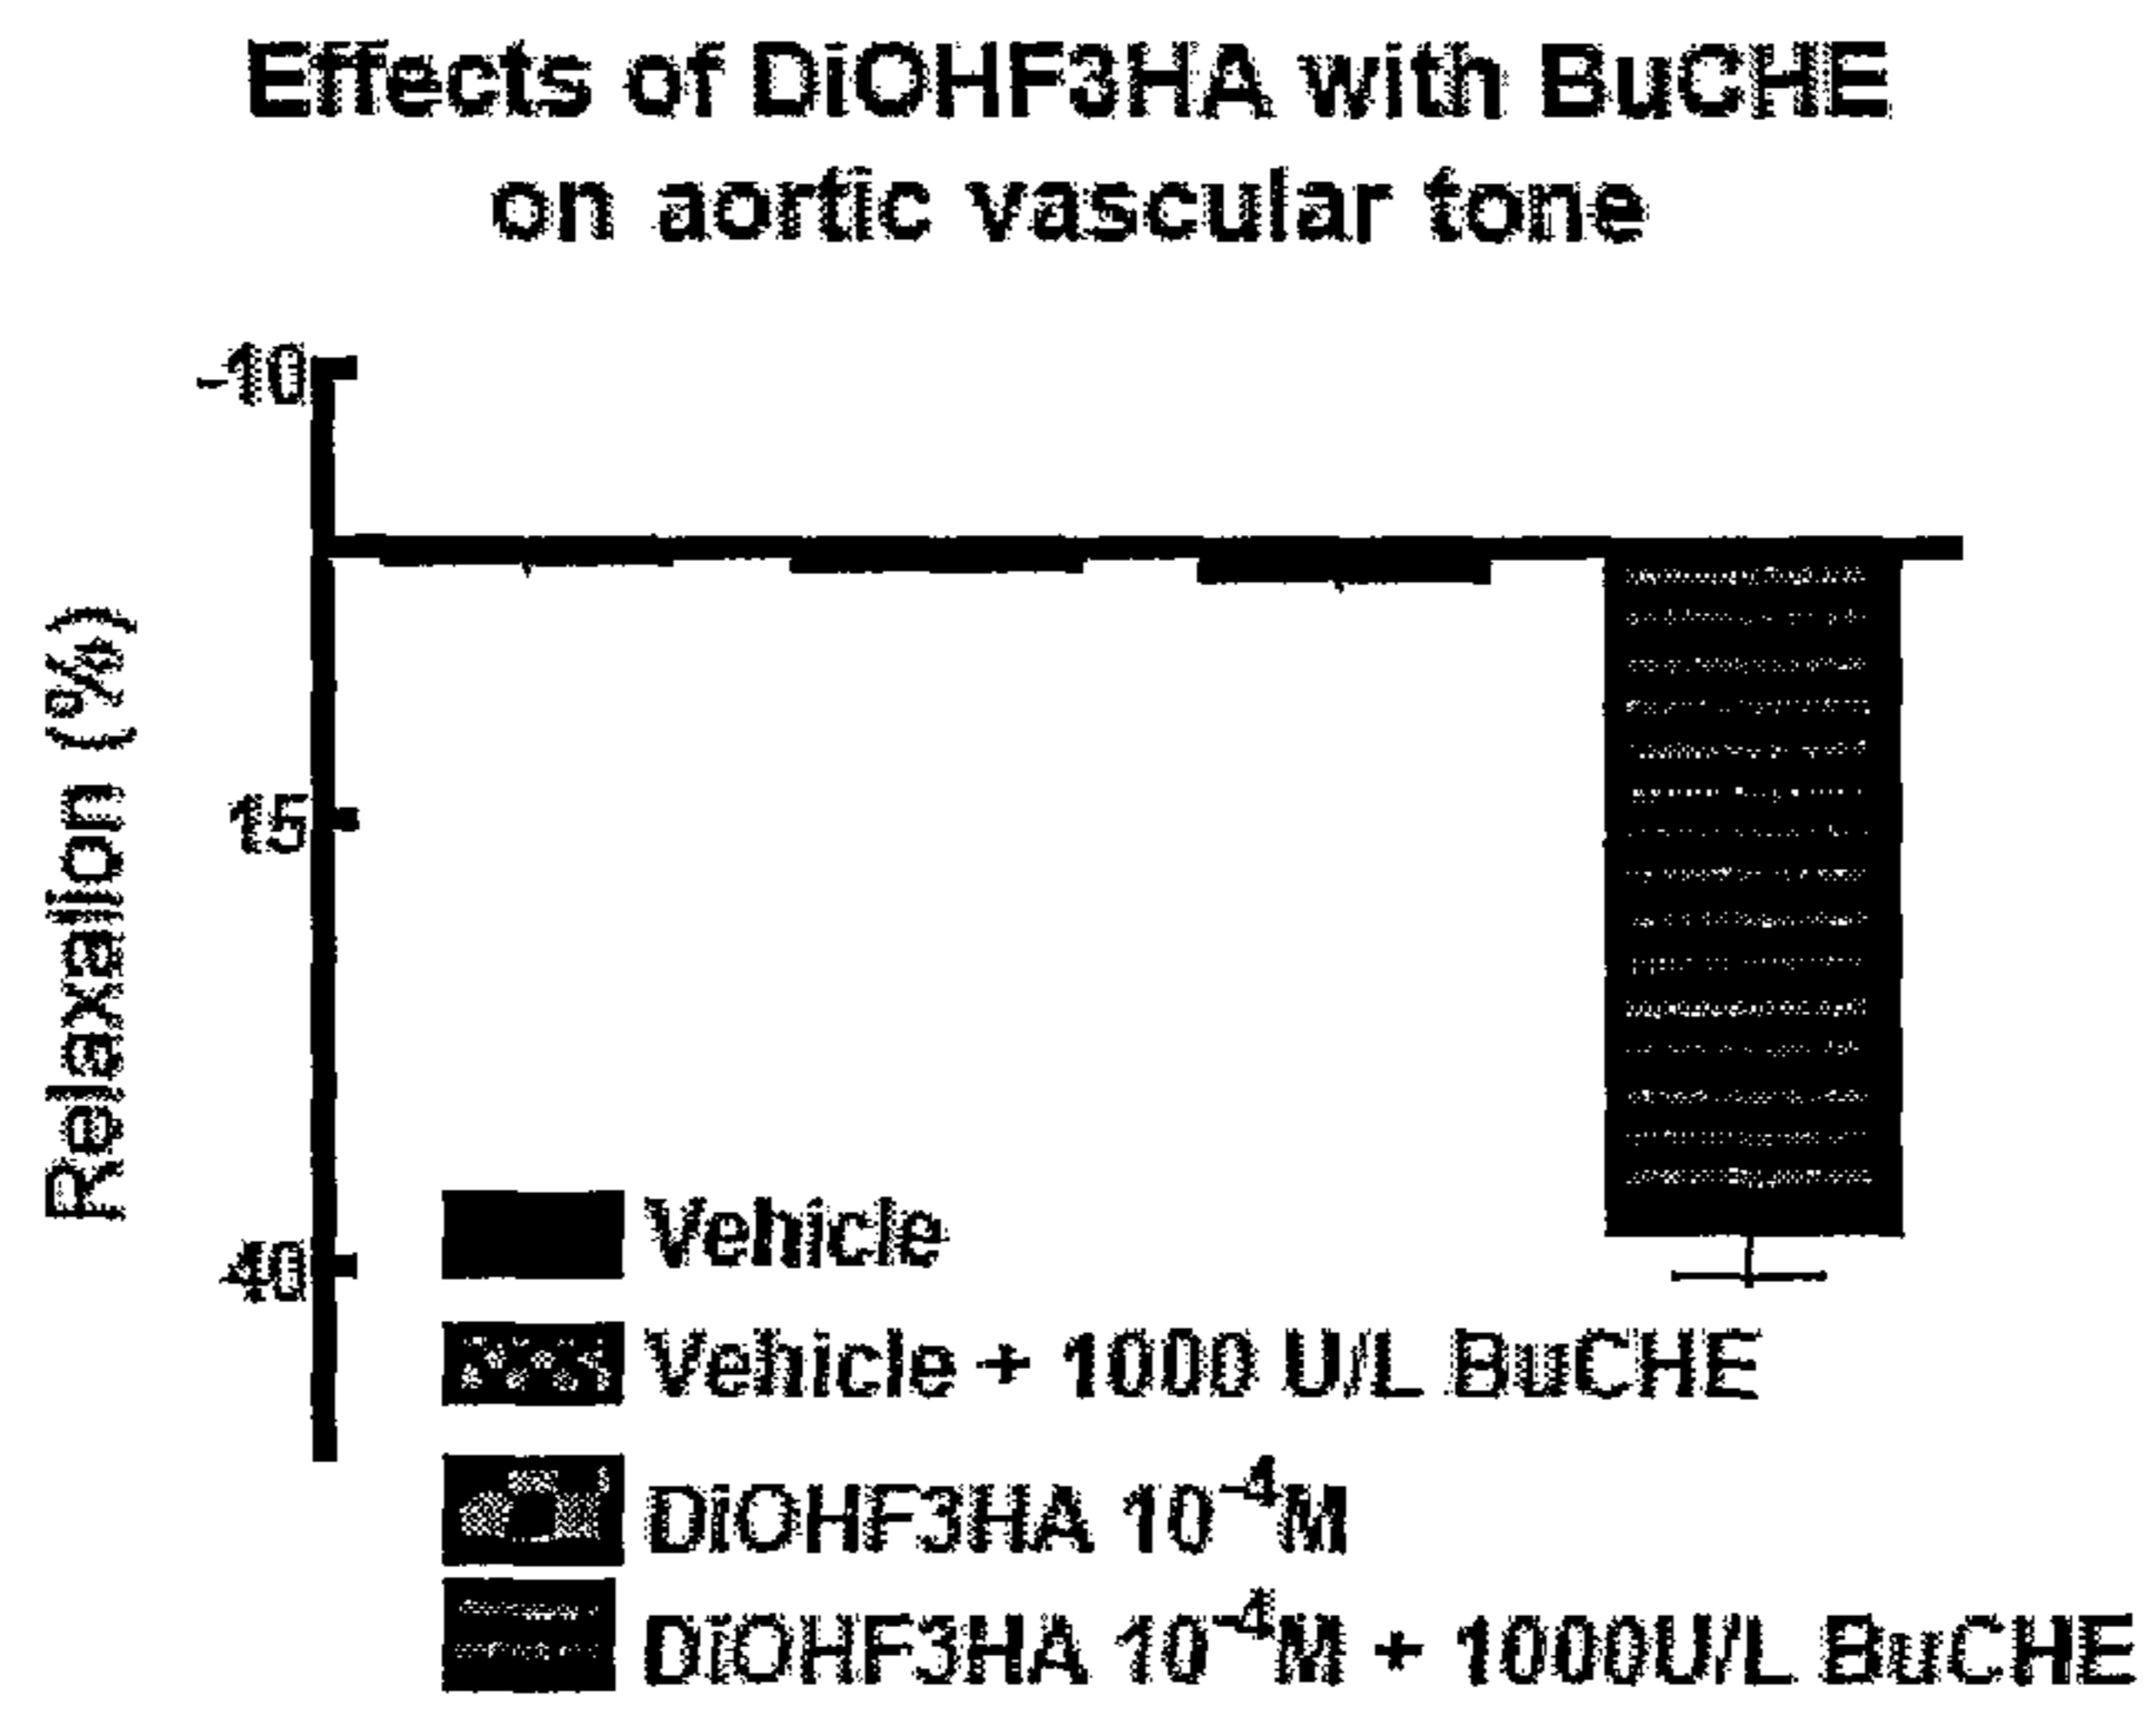 Effects of DiOHF3HA with BuCHE
on aortic vascular tone
-10
15
40
Relaxation (%)
Vehicle
Vehicle + 1000 U/L BuCHE
DiOHF3HA 10⁻⁴M
DiOHF3HA 10⁻⁴M + 1000U/L BuCHE